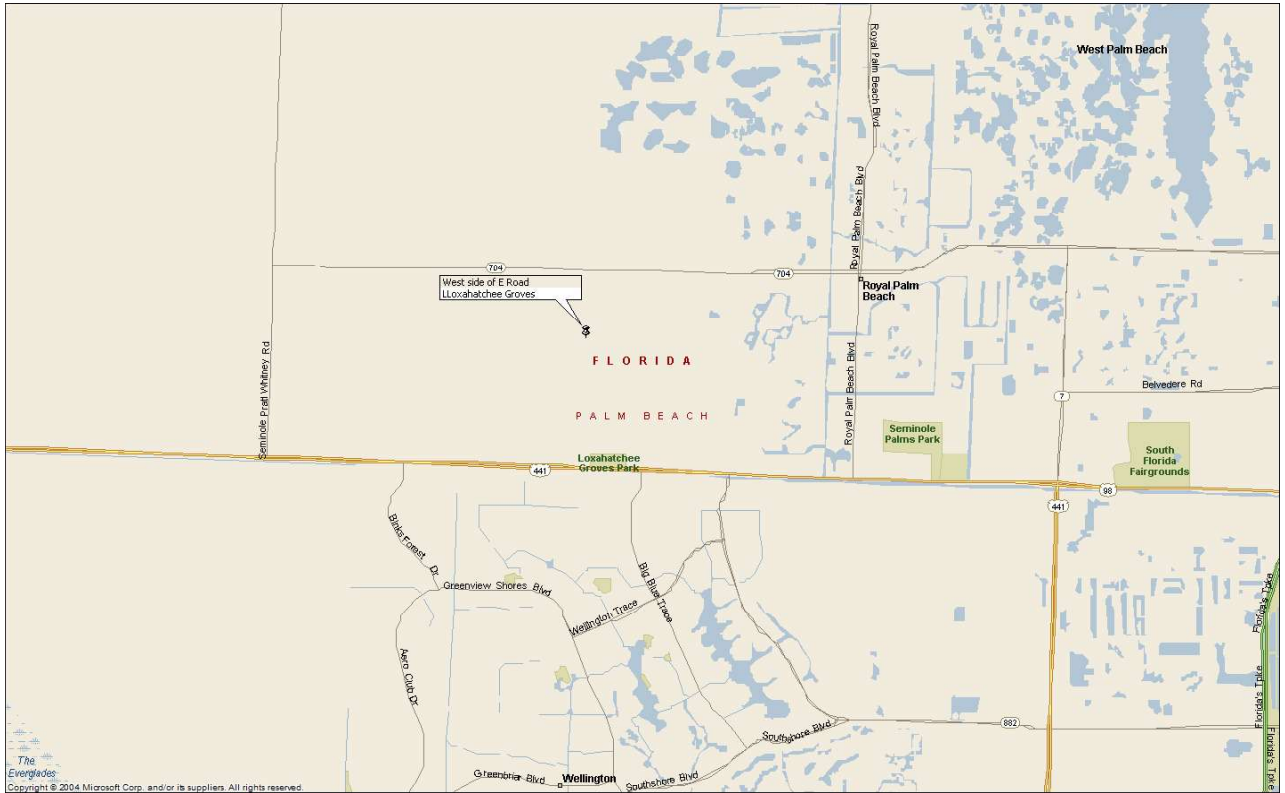 Royal Palm Beach Blvd
West Palm Beach
Royal Palm Beach Blvd
704
704
West side of E Road
LLoxahatchee Groves
Royal Palm
Beach
FLORIDA
Seminole Pratt Whitney Rd
Royal Palm Beach Blvd
Belvedere Rd
7
PALM BEACH
Seminole
Palms Park
South
Florida
Fairgrounds
Loxahatchee
Groves Park
441
98
441
Binks Forest Dr
Greenview Shores Blvd
Big Blue Trace
Wellington Trace
Florida's Tpke
Aero Club Dr
Florida's Tpke
882
Southshore Blvd
Florida's Tpke
The
Everglades
Greenbriar Blvd
Wellington
Southshore Blvd
Copyright © 2004 Microsoft Corp. and/or its suppliers. All rights reserved.